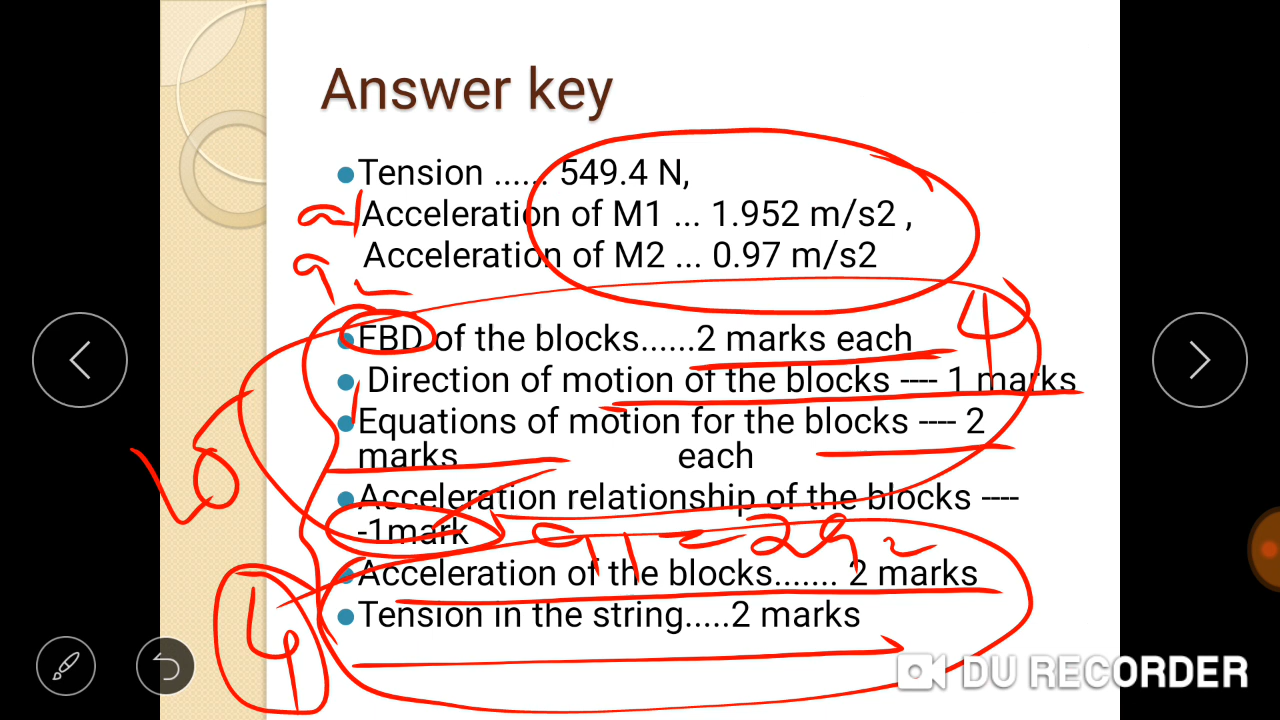 Answer key
Tension ...... 549.4 N,
a1
Acceleration of M1 ... 1.952 m/s2 ,
Acceleration of M2 ... 0.97 m/s2
FBD of the blocks......2 marks each
4
Direction of motion of the blocks ---- 1 marks
Equations of motion for the blocks ---- 2
marks each
Acceleration relationship of the blocks ----
-1mark
Acceleration of the blocks....... 2 marks
Tension in the string.....2 marks
4
DU RECORDER